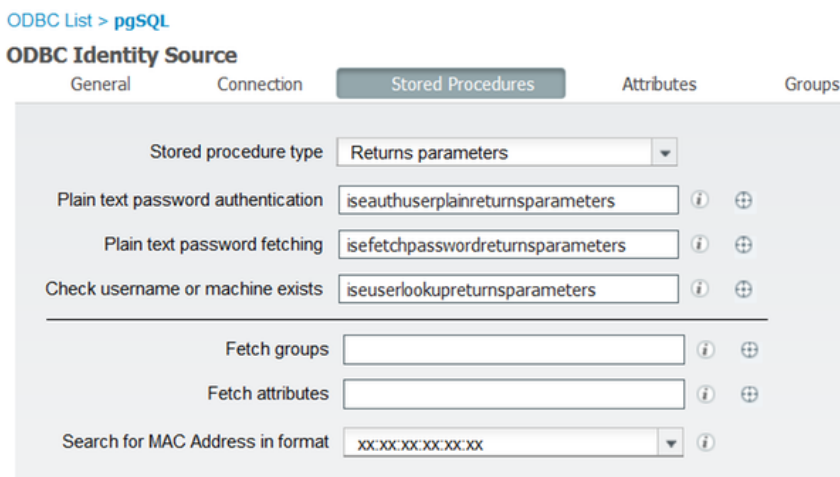 ODBC List > pgSQL
ODBC Identity Source
General Connection Stored Procedures Attributes Groups
Stored procedure type Returns parameters
Plain text password authentication iseauthuserplainreturnsparameters
Plain text password fetching isefetchpasswordreturnsparameters
Check username or machine exists iseuserlookupreturnsparameters
Fetch groups
Fetch attributes
Search for MAC Address in format xx:xx:xx:xx:xx:xx